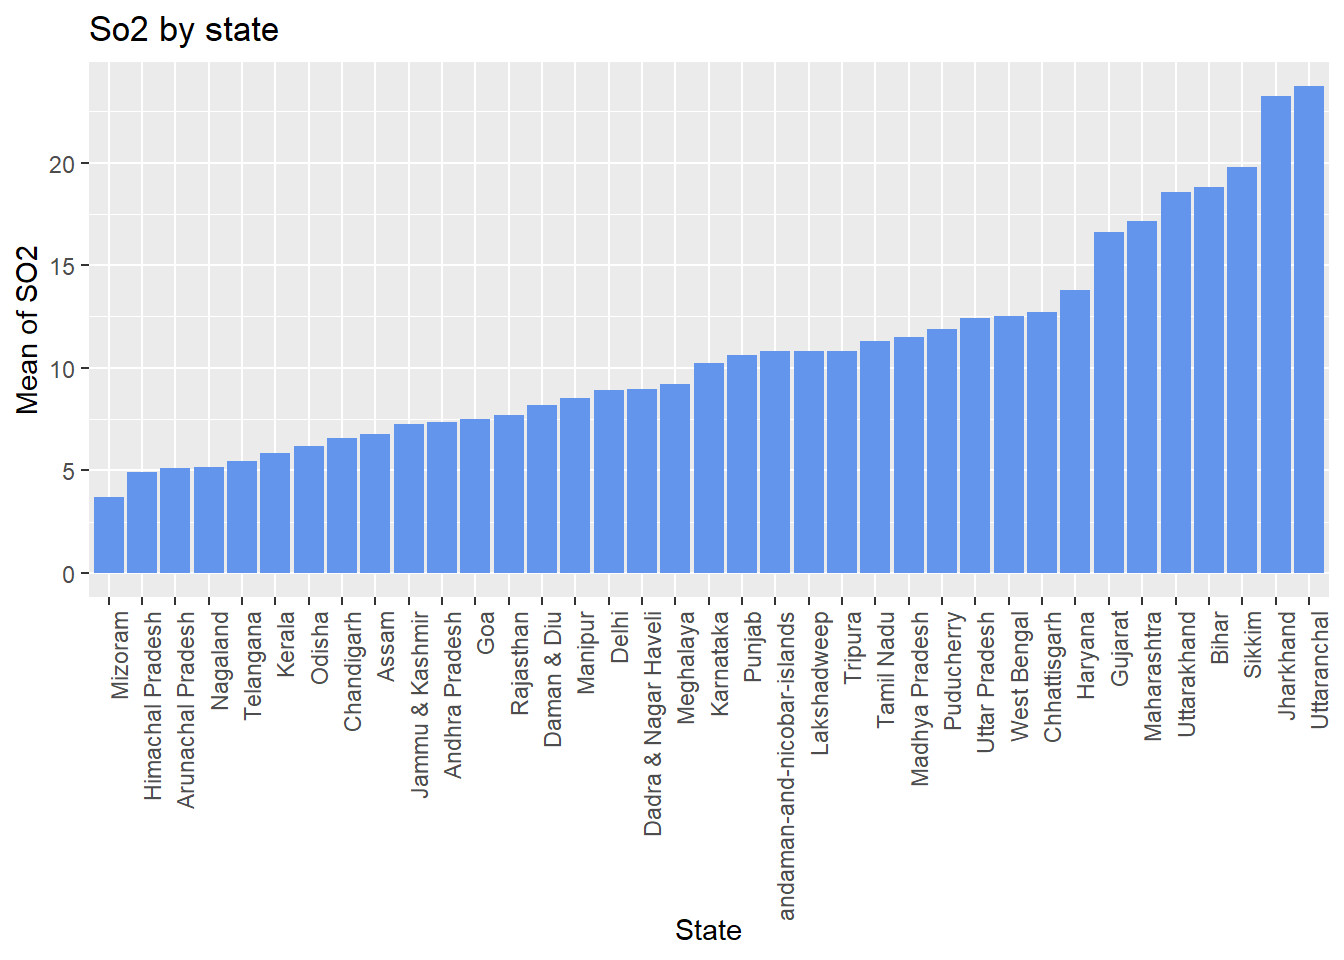 So2 by state
Mean of SO2
20
15
10
5
0
Mizoram
Himachal Pradesh
Arunachal Pradesh
Nagaland
Telangana
Kerala
Odisha
Chandigarh
Assam
Jammu & Kashmir
Andhra Pradesh
Goa
Rajasthan
Daman & Diu
Manipur
Delhi
Dadra & Nagar Haveli
Meghalaya
Karnataka
Punjab
andaman-and-nicobar-islands
Lakshadweep
Tripura
Tamil Nadu
Madhya Pradesh
Puducherry
Uttar Pradesh
West Bengal
Chhattisgarh
Haryana
Gujarat
Maharashtra
Uttarakhand
Bihar
Sikkim
Jharkhand
Uttaranchal
State